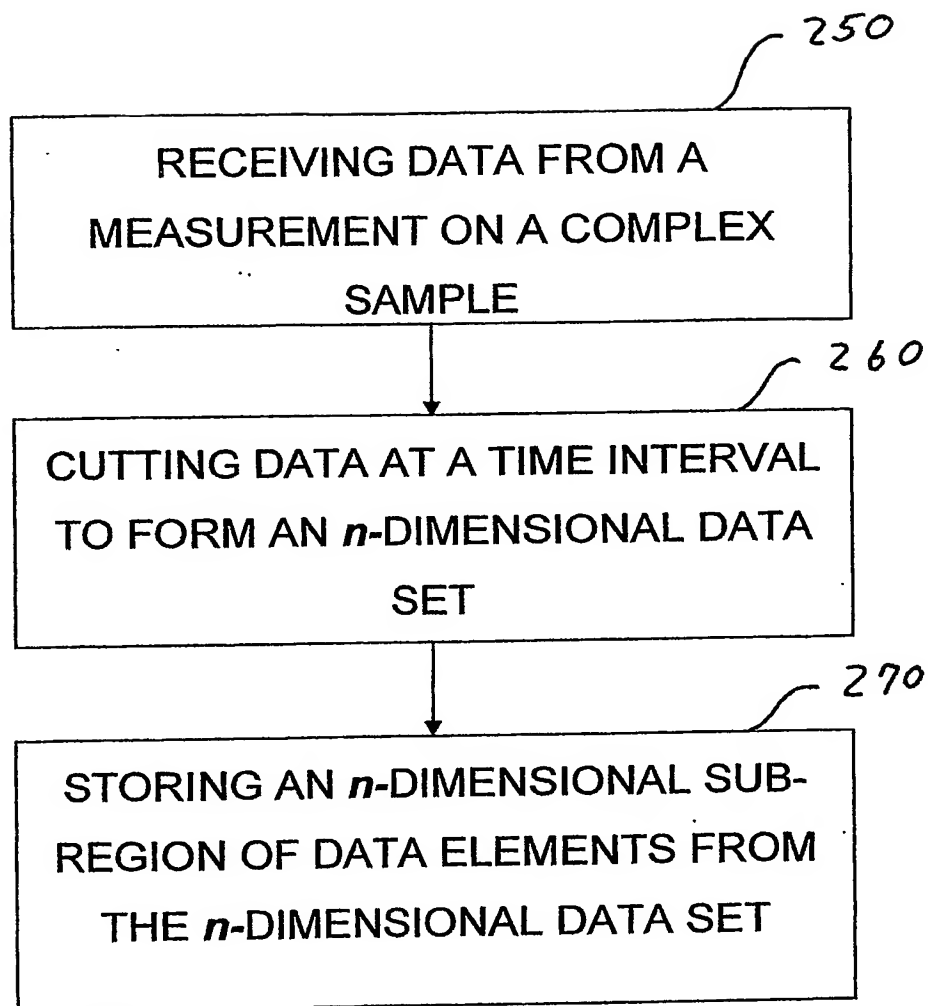 250
RECEIVING DATA FROM A
MEASUREMENT ON A COMPLEX
SAMPLE
260
CUTTING DATA AT A TIME INTERVAL
TO FORM AN n-DIMENSIONAL DATA
SET
270
STORING AN n-DIMENSIONAL SUB-
REGION OF DATA ELEMENTS FROM
THE n-DIMENSIONAL DATA SET